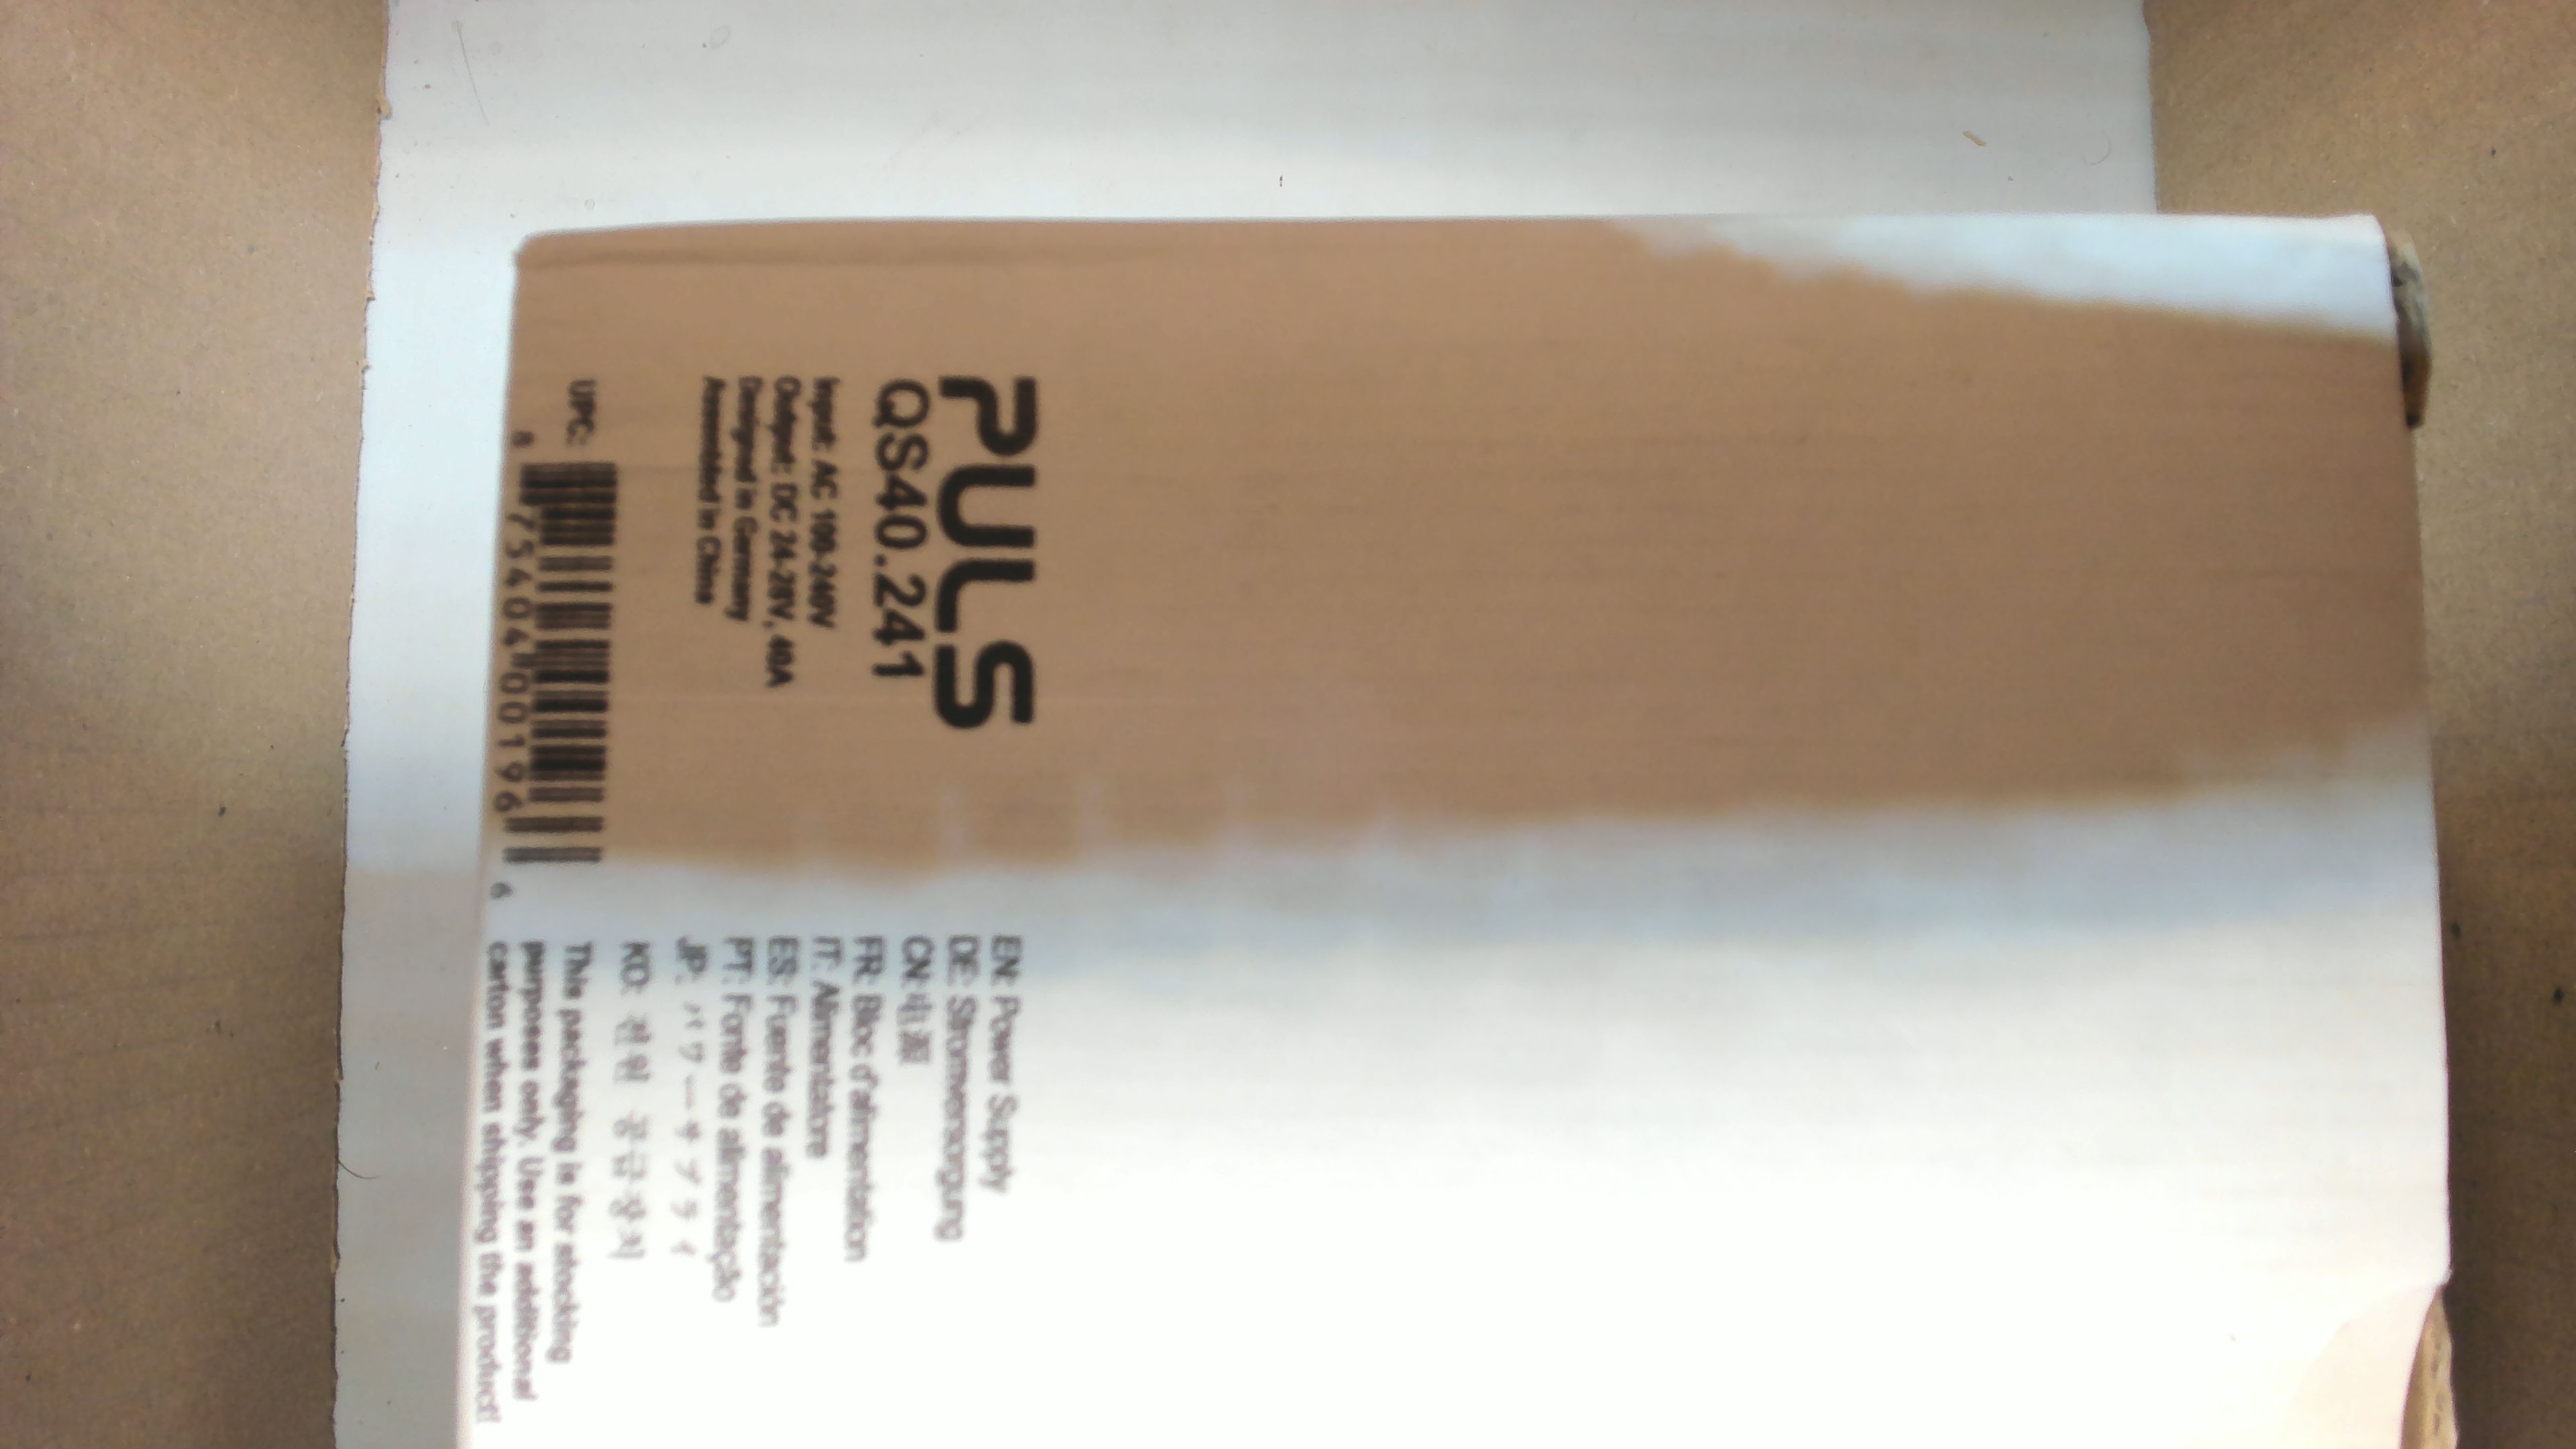 PULS
QS40.241
Input: AC 100-240V
Output: DC 24-28V, 40A
Designed in Germany
Assembled in China
UPC:
8 754040 00196 6
EN: Power Supply
DE: Stromversorgung
CN: 电源
FR: Bloc d'alimentation
IT: Alimentatore
ES: Fuente de alimentación
PT: Fonte de alimentação
JP: パワーサプライ
KO: 전원 공급장치
This packaging is for stocking
purposes only. Use an additional
carton when shipping the product!